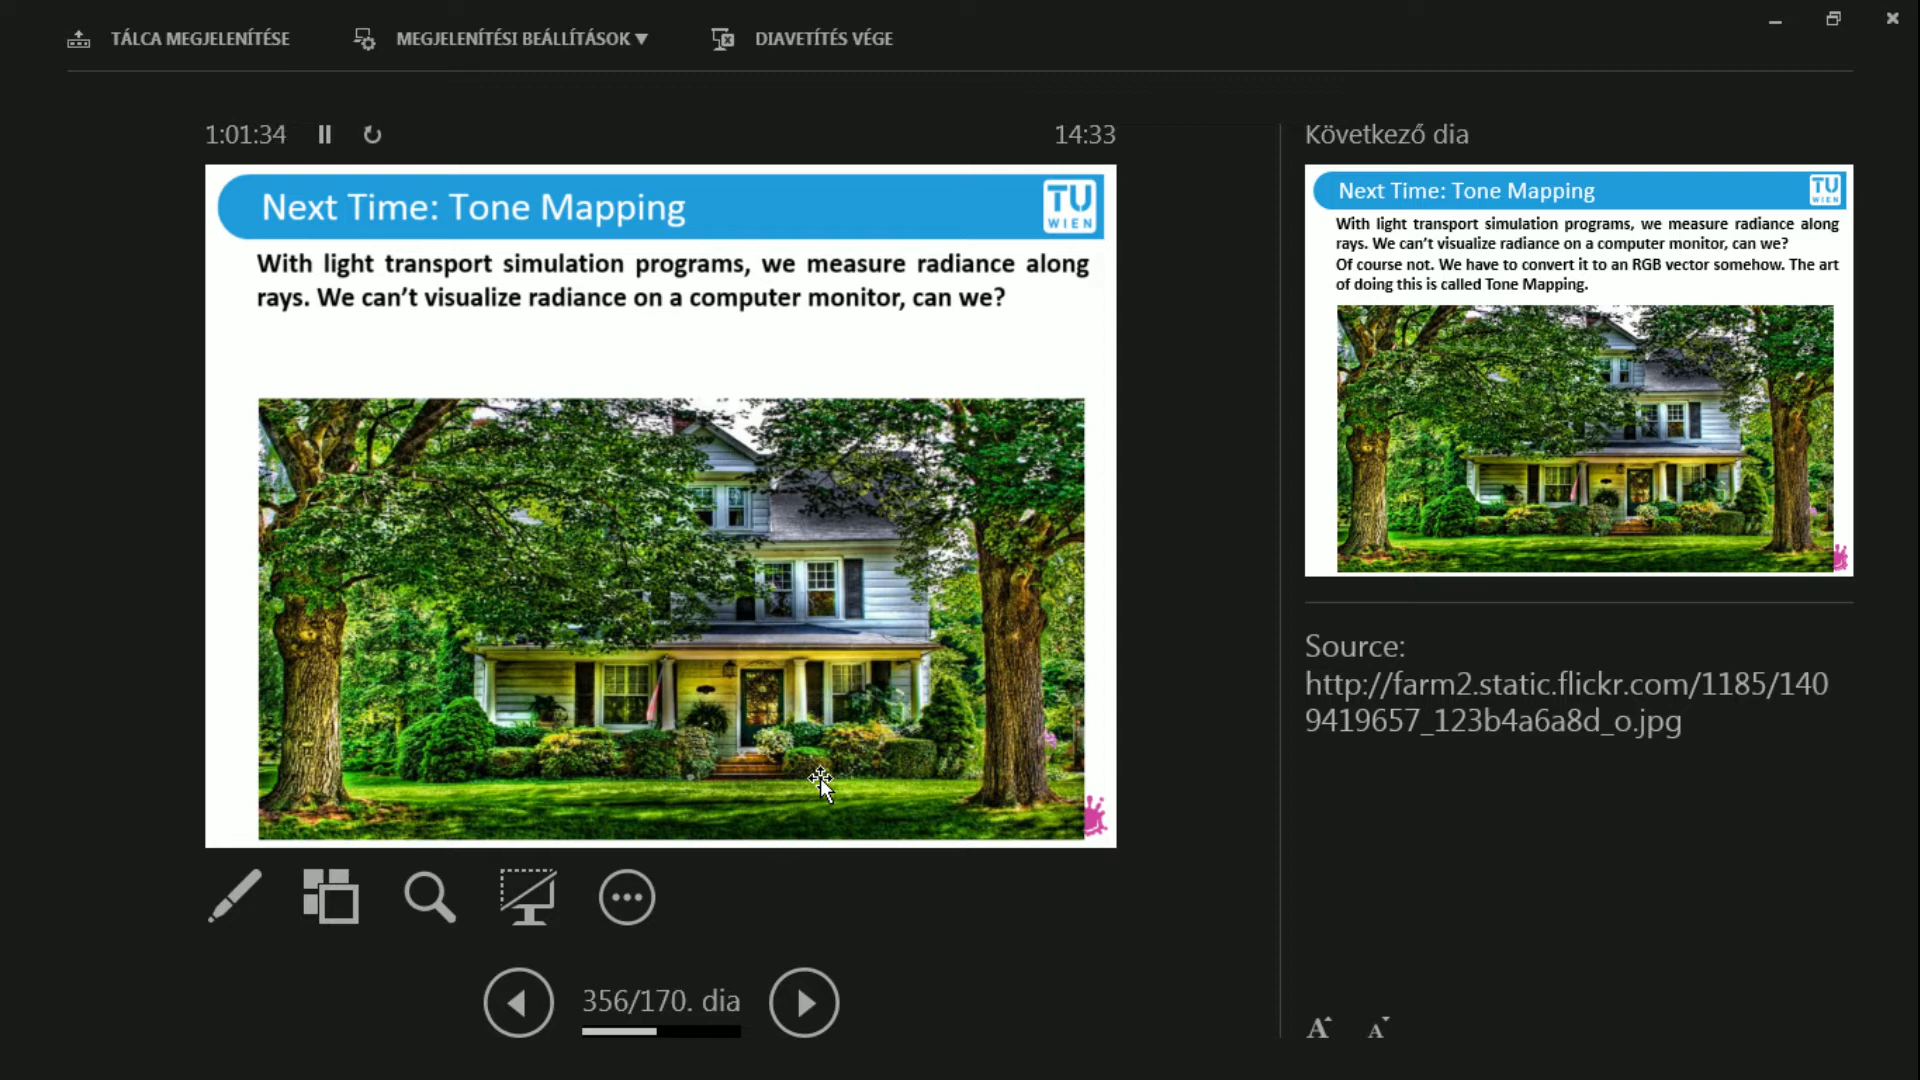 TÁLCA MEGJELENÍTÉSE
MEGJELENÍTÉSI BEÁLLÍTÁSOK
DIAVETÍTÉS VÉGE
1:01:34
14:33
Next Time: Tone Mapping
TU
WIEN
With light transport simulation programs, we measure radiance along
rays. We can’t visualize radiance on a computer monitor, can we?
356/170. dia
Következő dia
Next Time: Tone Mapping
TU
WIEN
With light transport simulation programs, we measure radiance along
rays. We can’t visualize radiance on a computer monitor, can we?
Of course not. We have to convert it to an RGB vector somehow. The art
of doing this is called Tone Mapping.
Source:
http://farm2.static.flickr.com/1185/140
9419657_123b4a6a8d_o.jpg
A A